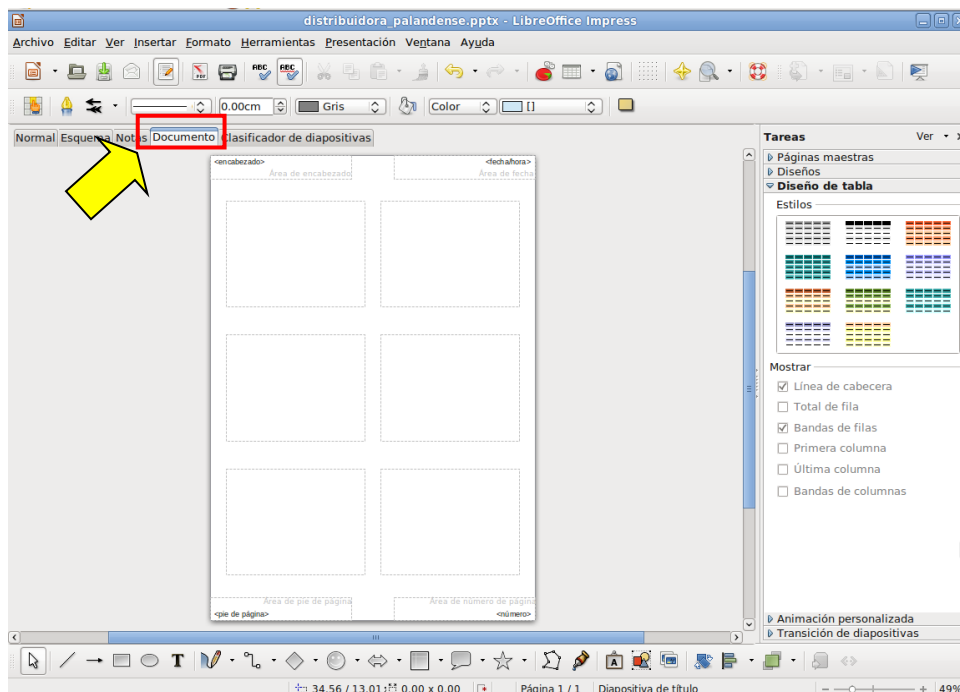 distribuidora_palandense.pptx - LibreOffice Impress
Archivo Editar Ver Insertar Formato Herramientas Presentación Ventana Ayuda
0.00cm Gris Color []
Normal Esquema Notas Documento Clasificador de diapositivas
Tareas Ver
<encabezado> <fecha/hora>
Área de encabezado Área de fecha
Páginas maestras
Diseños
Diseño de tabla
Estilos
Mostrar
Línea de cabecera
Total de fila
Bandas de filas
Primera columna
Última columna
Bandas de columnas
Área de pie de página Área de número de página
<pie de página> <número>
Animación personalizada
Transición de diapositivas
34.56 / 13.01 0.00 x 0.00 Página 1 / 1 Diapositiva de título 49%